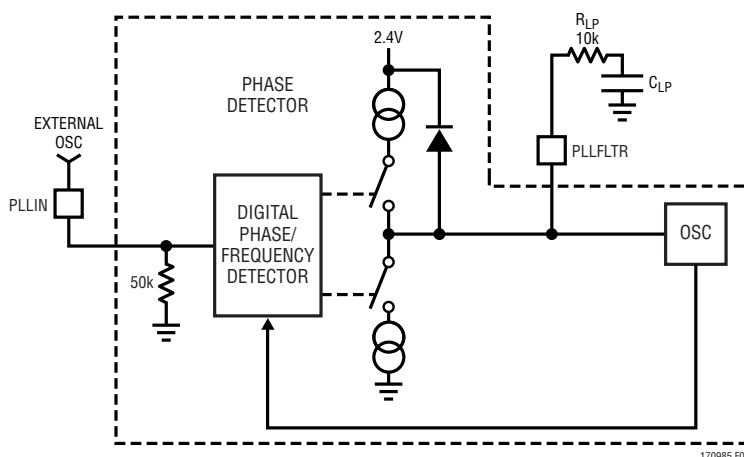 2.4V
R_LP
10k
C_LP
PHASE
DETECTOR
EXTERNAL
OSC
PLLFLTR
PLLIN
DIGITAL
PHASE/
FREQUENCY
DETECTOR
OSC
50k